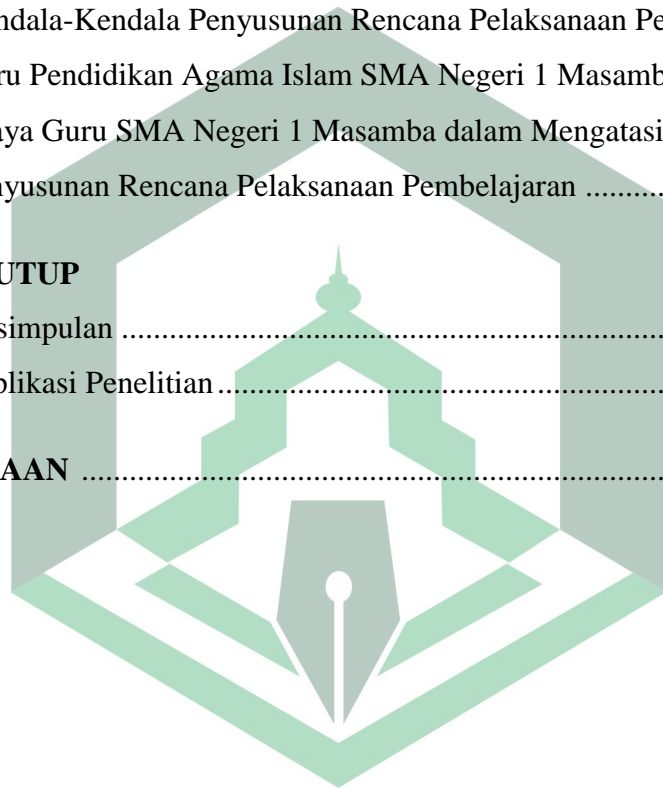 ndala-Kendala Penyusunan Rencana Pelaksanaan Pe
ru Pendidikan Agama Islam SMA Negeri 1 Masamb
aya Guru SMA Negeri 1 Masamba dalam Mengatasi
nyusunan Rencana Pelaksanaan Pembelajaran ..........
UTUP
simpulan ..................................................................
plikasi Penelitian .......................................................
AAN .......................................................................